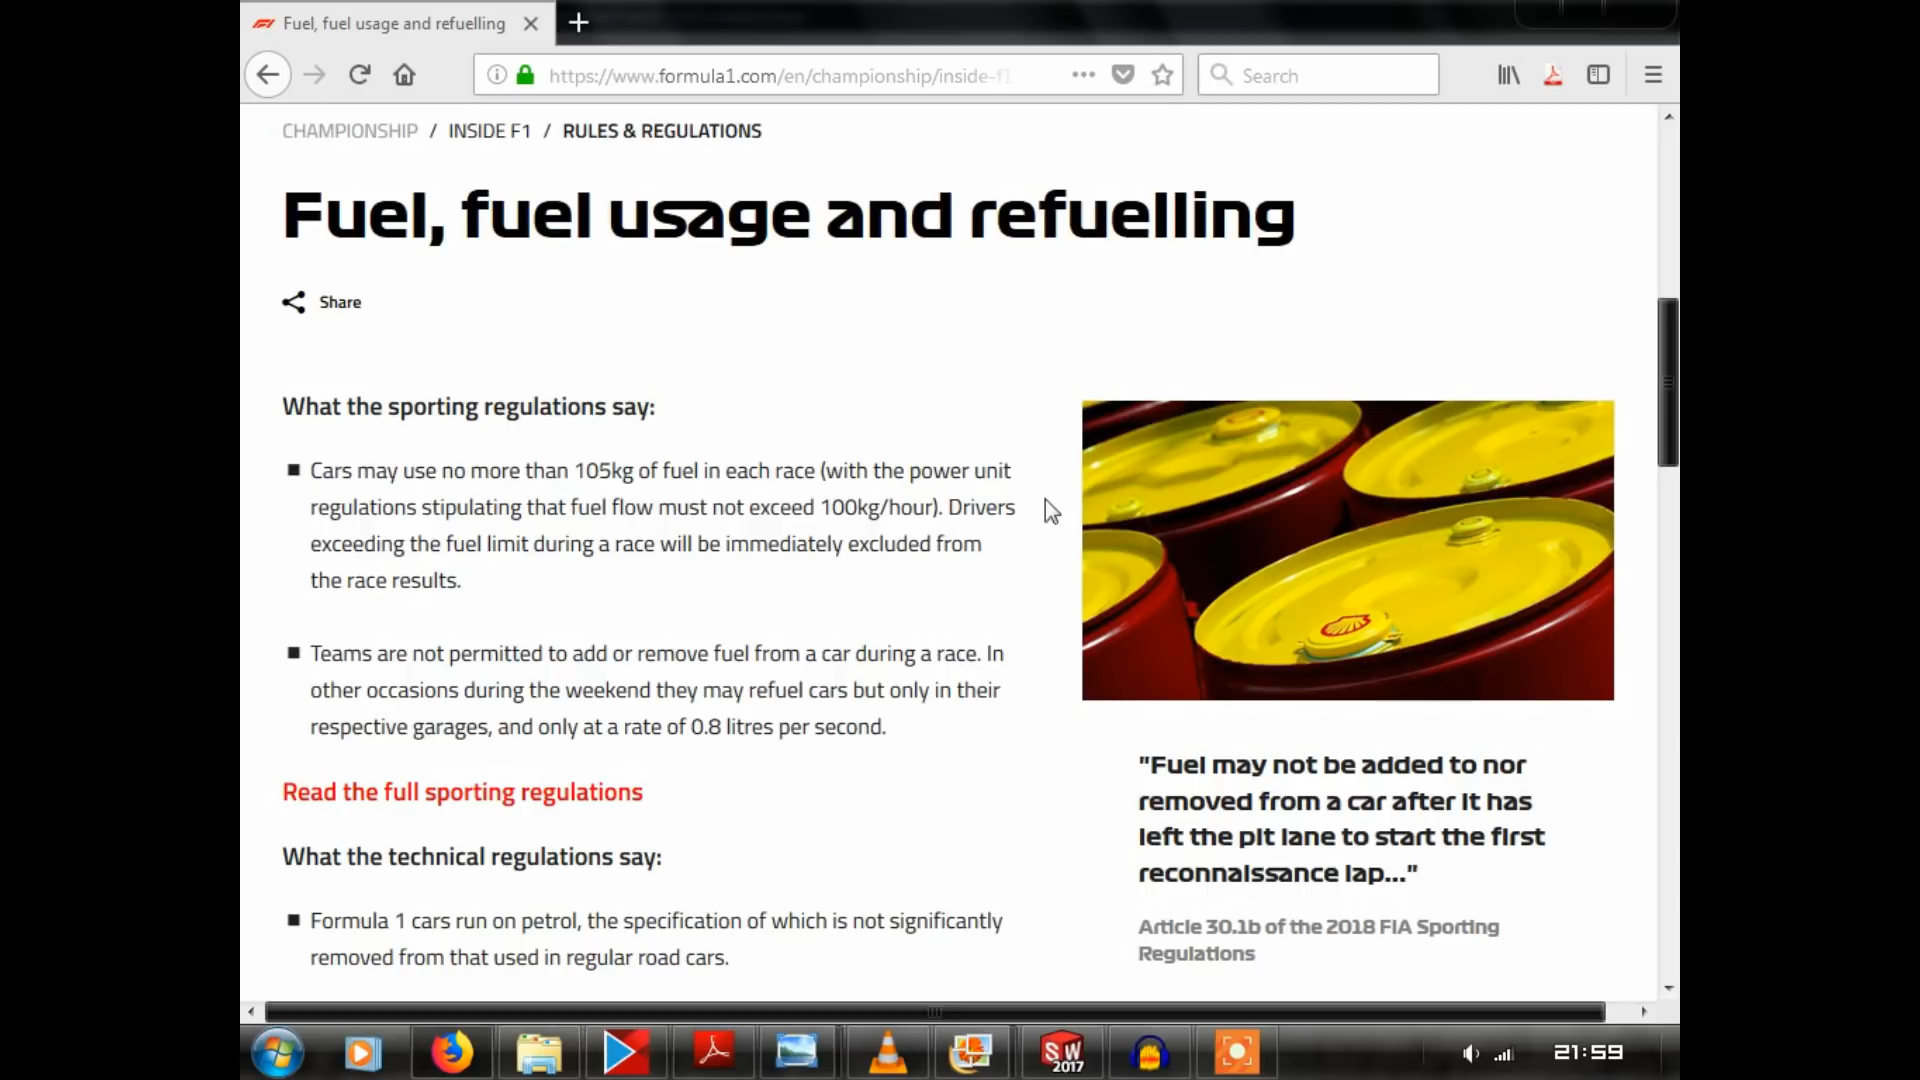 Fuel, fuel usage and refuelling
https://www.formula1.com/en/championship/inside-f1
Search
CHAMPIONSHIP / INSIDE F1 / RULES & REGULATIONS
Fuel, fuel usage and refuelling
Share
What the sporting regulations say:
Cars may use no more than 105kg of fuel in each race (with the power unit
regulations stipulating that fuel flow must not exceed 100kg/hour). Drivers
exceeding the fuel limit during a race will be immediately excluded from
the race results.
Teams are not permitted to add or remove fuel from a car during a race. In
other occasions during the weekend they may refuel cars but only in their
respective garages, and only at a rate of 0.8 litres per second.
Read the full sporting regulations
What the technical regulations say:
Formula 1 cars run on petrol, the specification of which is not significantly
removed from that used in regular road cars.
"Fuel may not be added to nor
removed from a car after it has
left the pit lane to start the first
reconnaissance lap..."
Article 30.1b of the 2018 FIA Sporting
Regulations
SW
2017
21:59